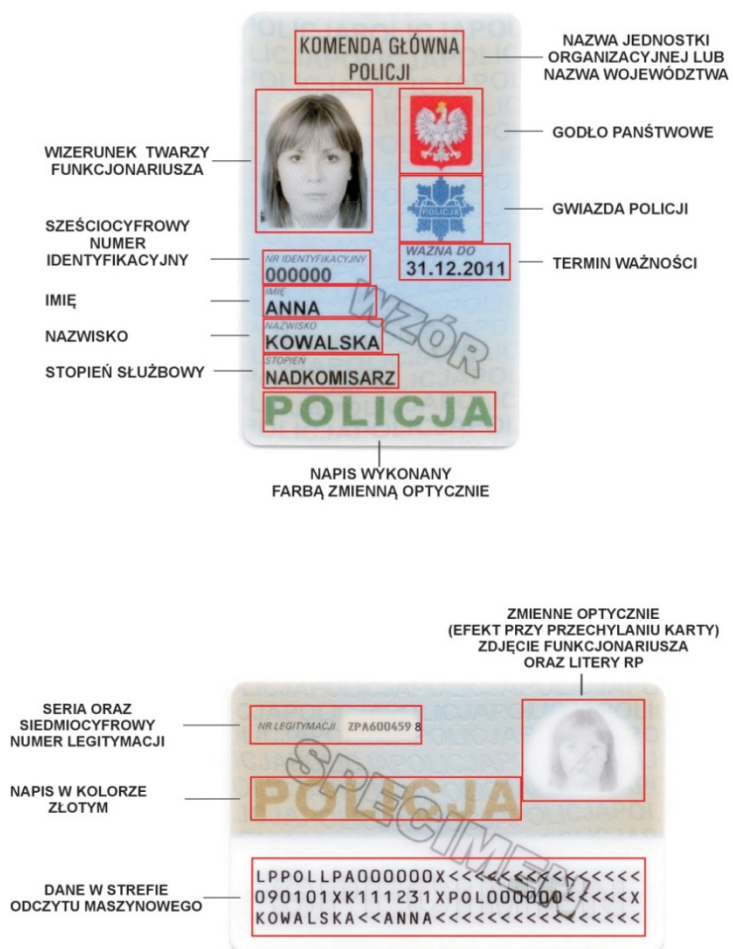 KOMENDA GŁÓWNA
POLICJI
NAZWA JEDNOSTKI
ORGANIZACYJNEJ LUB
NAZWA WOJEWÓDZTWA
GODŁO PAŃSTWOWE
WIZERUNEK TWARZY
FUNKCJONARIUSZA
POLICJA
GWIAZDA POLICJI
SZEŚCIOCYFROWY
NUMER
IDENTYFIKACYJNY
NR IDENTYFIKACYJNY
000000
WAŻNA DO
31.12.2011
TERMIN WAŻNOŚCI
IMIĘ
IMIĘ
ANNA
NAZWISKO
NAZWISKO
KOWALSKA
WZÓR
STOPIEŃ SŁUŻBOWY
STOPIEŃ
NADKOMISARZ
POLICJA
NAPIS WYKONANY
FARBĄ ZMIENNĄ OPTYCZNIE
ZMIENNE OPTYCZNIE
(EFEKT PRZY PRZECHYLANIU KARTY)
ZDJĘCIE FUNKCJONARIUSZA
ORAZ LITERY RP
SERIA ORAZ
SIEDMIOCYFROWY
NUMER LEGITYMACJI
NR LEGITYMACJI ZPA600459 8
NAPIS W KOLORZE
ZŁOTYM
POLICJA
SPECIMEN
DANE W STREFIE
ODCZYTU MASZYNOWEGO
LPPOLLPA000000X<<<<<<<<<<<<<<<
090101XK111231XPOL000000<<<<<X
KOWALSKA<<ANNA<<<<<<<<<<<<<<<<